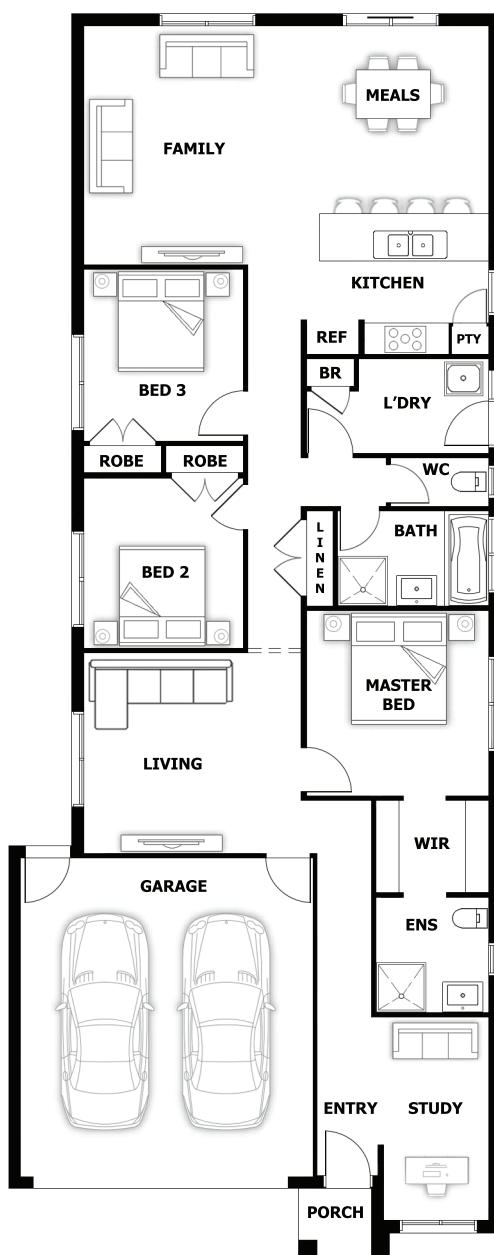 MEALS
FAMILY
KITCHEN
REF
PTY
BR
BED 3
L'DRY
ROBE
ROBE
WC
BATH
LINEN
BED 2
MASTER
BED
LIVING
WIR
GARAGE
ENS
ENTRY
STUDY
PORCH